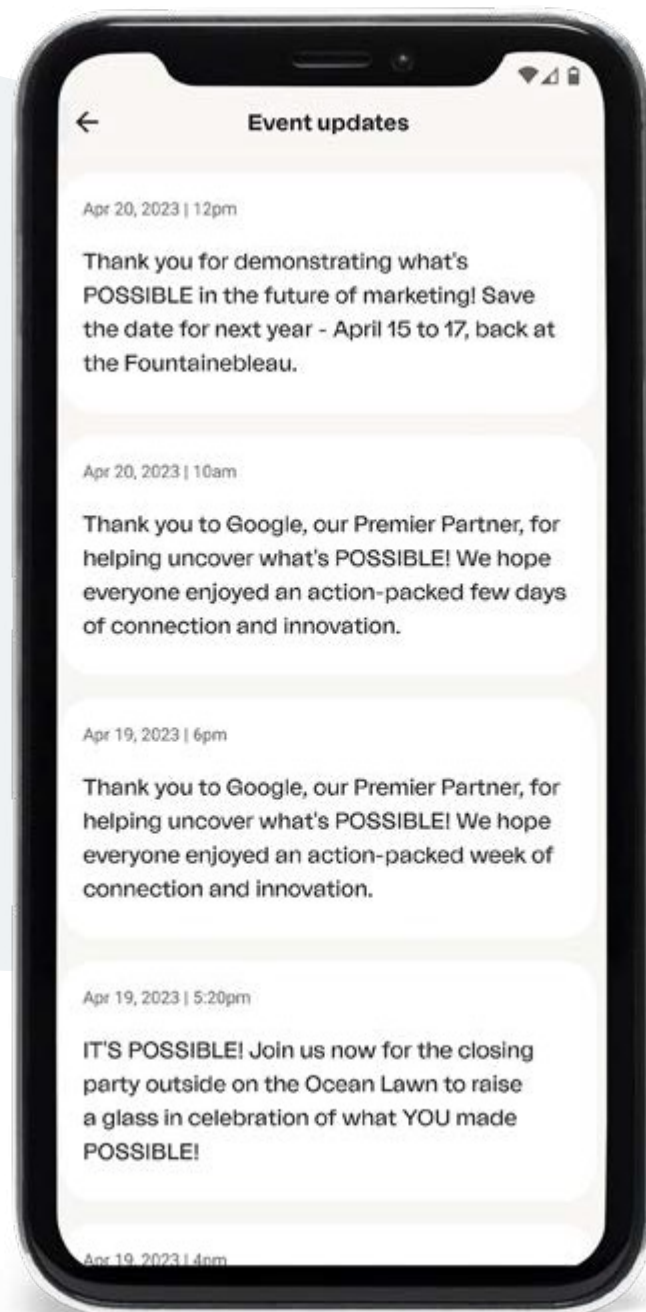 Event updates
Apr 20, 2023 | 12pm
Thank you for demonstrating what's
POSSIBLE in the future of marketing! Save
the date for next year - April 15 to 17, back at
the Fountainebleau.
Apr 20, 2023 | 10am
Thank you to Google, our Premier Partner, for
helping uncover what's POSSIBLE! We hope
everyone enjoyed an action-packed few days
of connection and innovation.
Apr 19, 2023 | 6pm
Thank you to Google, our Premier Partner, for
helping uncover what's POSSIBLE! We hope
everyone enjoyed an action-packed week of
connection and innovation.
Apr 19, 2023 | 5:20pm
IT'S POSSIBLE! Join us now for the closing
party outside on the Ocean Lawn to raise
a glass in celebration of what YOU made
POSSIBLE!
Apr 19, 2023 | 4pm